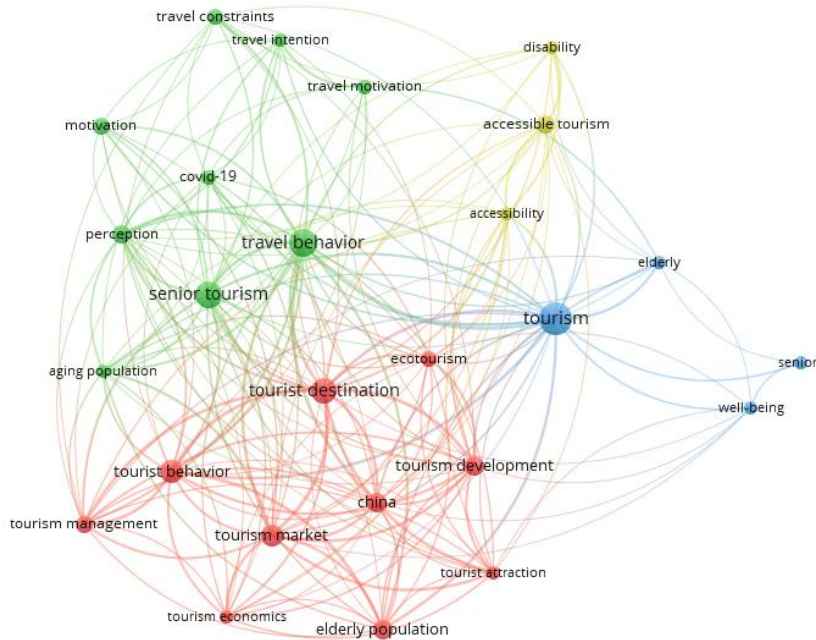 travel constraints
travel intention
disability
travel motivation
accessible tourism
motivation
covid-19
accessibility
perception
travel behavior
elderly
senior tourism
tourism
ecotourism
senior
aging population
tourist destination
well-being
tourist behavior
tourism development
china
tourism management
tourism market
tourist attraction
tourism economics
elderly population